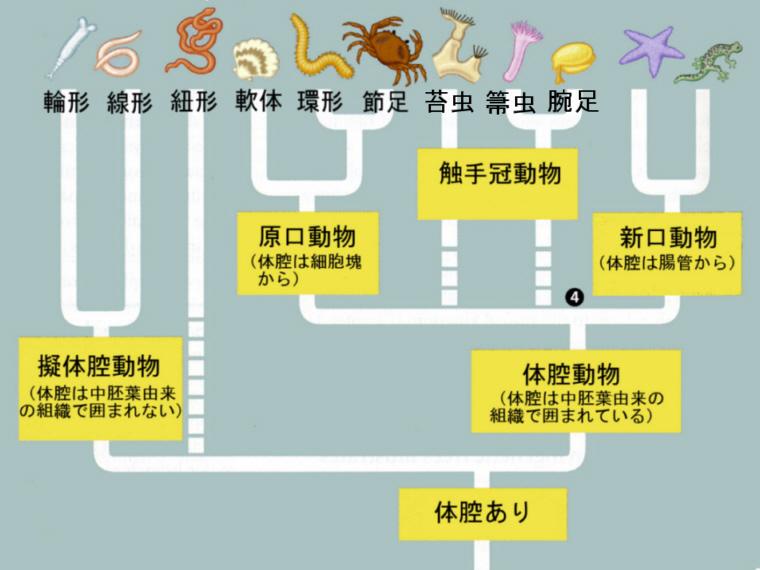 輪形 線形 紐形 軟体 環形 節足 苔虫 箒虫 腕足
触手冠動物
原口動物
(体腔は細胞塊
から)
新口動物
(体腔は腸管から)
4
擬体腔動物
(体腔は中胚葉由来
の組織で囲まれない)
体腔動物
(体腔は中胚葉由来の
組織で囲まれている)
体腔あり